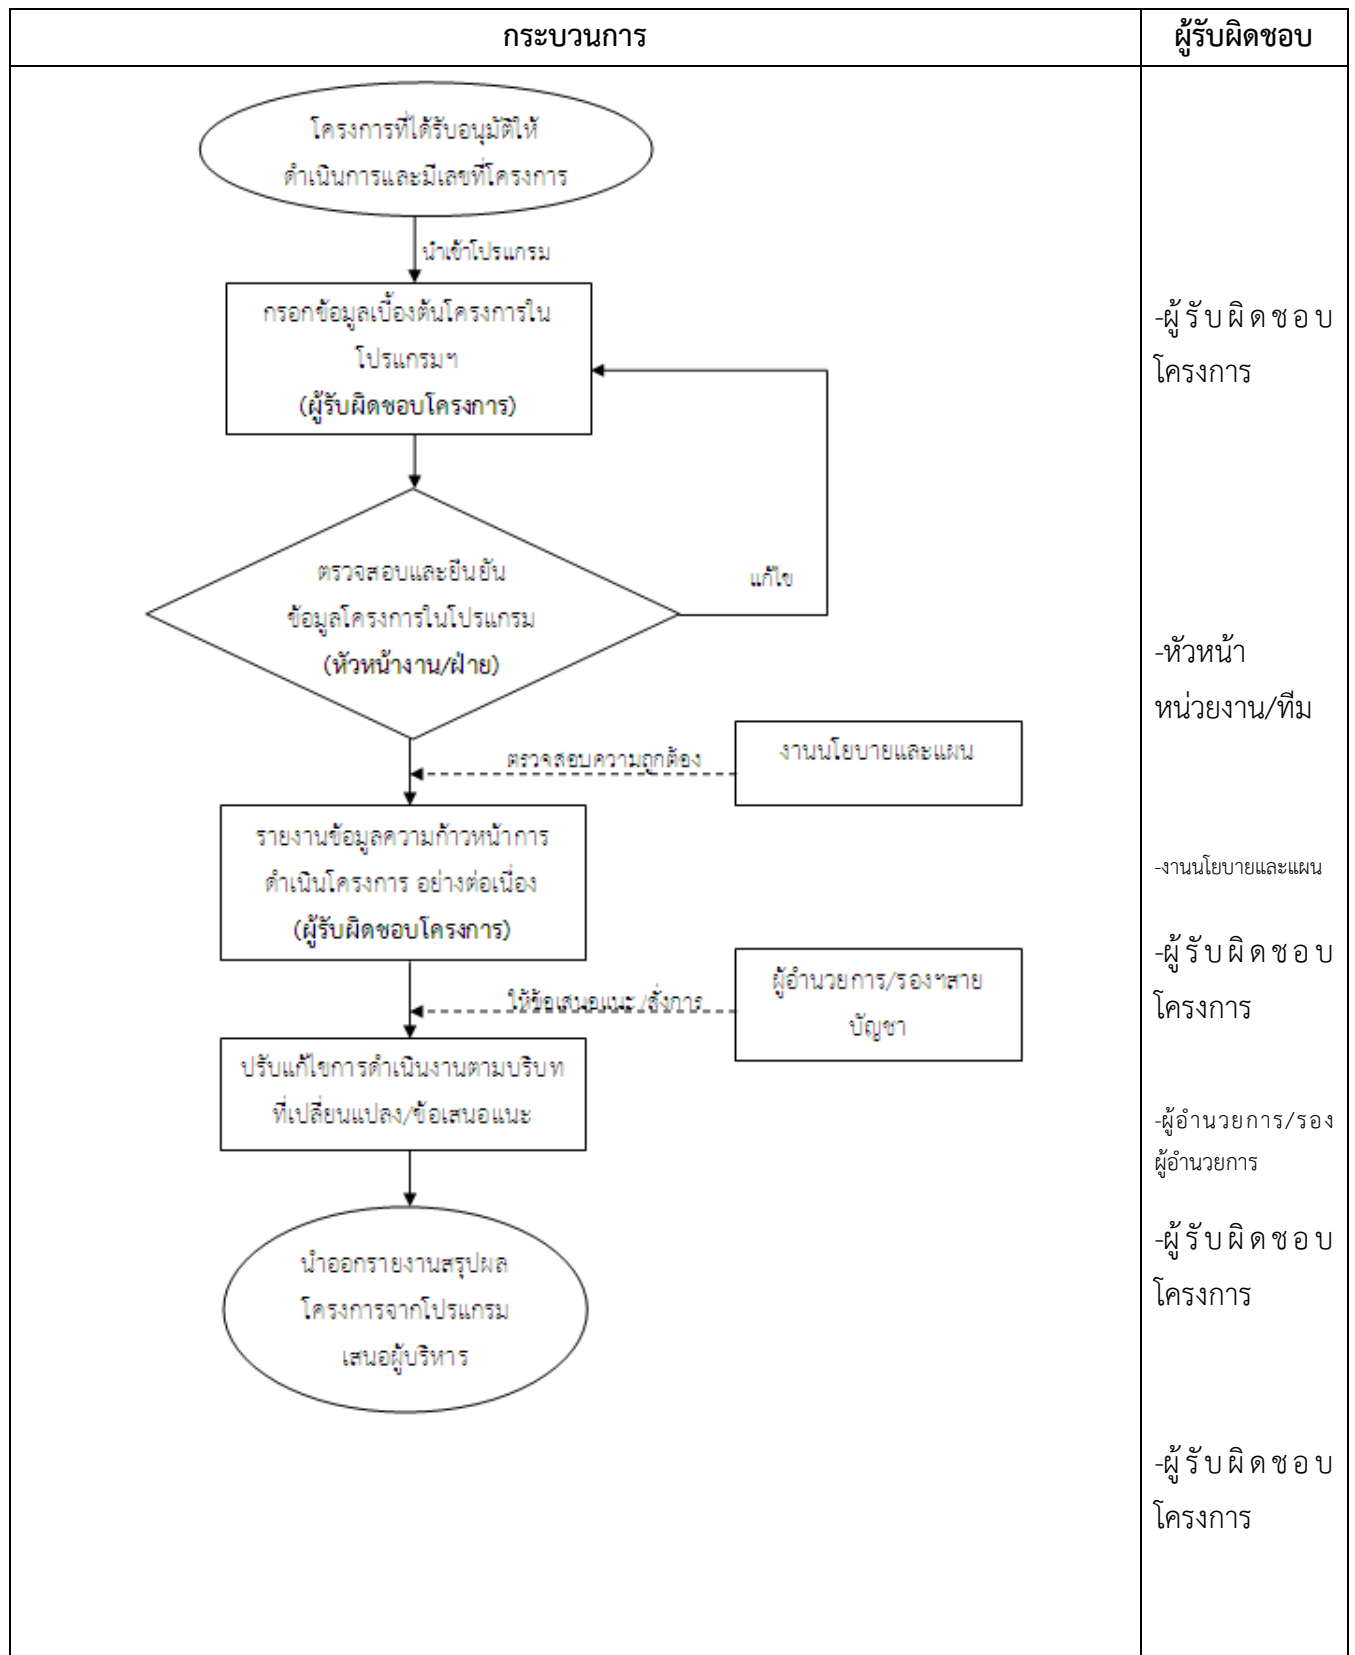 กระบวนการ
ผู้รับผิดชอบ
โครงการที่ได้รับอนุมัติให้
ดำเนินการและมีเลขที่โครงการ
นำเข้าโปรแกรม
กรอกข้อมูลเบื้องต้นโครงการใน
โปรแกรมฯ
(ผู้รับผิดชอบโครงการ)
-ผู้รับผิดชอบ
โครงการ
ตรวจสอบและยืนยัน
ข้อมูลโครงการในโปรแกรม
(หัวหน้างาน/ฝ่าย)
แก้ไข
-หัวหน้า
หน่วยงาน/ทีม
ตรวจสอบความถูกต้อง
งานนโยบายและแผน
รายงานข้อมูลความก้าวหน้าการ
ดำเนินโครงการ อย่างต่อเนื่อง
(ผู้รับผิดชอบโครงการ)
-งานนโยบายและแผน
-ผู้รับผิดชอบ
โครงการ
ให้ข้อเสนอแนะ/สั่งการ
ผู้อำนวยการ/รองฯสาย
บัญชา
ปรับแก้ไขการดำเนินงานตามบริบท
ที่เปลี่ยนแปลง/ข้อเสนอแนะ
-ผู้อำนวยการ/รอง
ผู้อำนวยการ
-ผู้รับผิดชอบ
โครงการ
นำออกรายงานสรุปผล
โครงการจากโปรแกรม
เสนอผู้บริหาร
-ผู้รับผิดชอบ
โครงการ